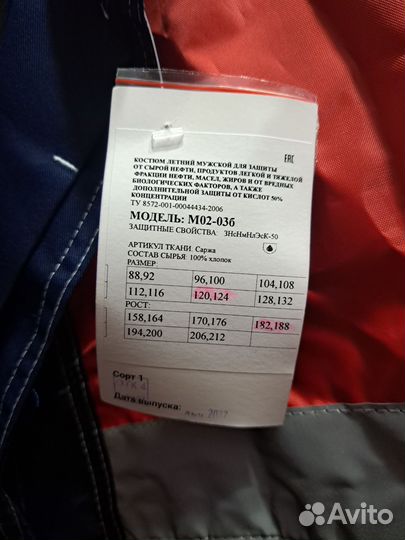 КОСТЮМ ЛЕТНИЙ МУЖСКОЙ ДЛЯ ЗАЩИТЫ
ОТ СЫРОЙ НЕФТИ, ПРОДУКТОВ ЛЕГКОЙ И ТЯЖЕЛОЙ
ФРАКЦИИ НЕФТИ, МАСЕЛ, ЖИРОВ И ОТ ВРЕДНЫХ
БИОЛОГИЧЕСКИХ ФАКТОРОВ, А ТАКЖЕ
ДОПОЛНИТЕЛЬНОЙ ЗАЩИТЫ ОТ КИСЛОТ 50%
КОНЦЕНТРАЦИИ
EAC
ТУ 8572-001-00044434-2006
МОДЕЛЬ: М02-03б
ЗАЩИТНЫЕ СВОЙСТВА: ЗНсНмНлЭсК-50
АРТИКУЛ ТКАНИ. Саржа
СОСТАВ СЫРЬЯ: 100% хлопок
88,92 96,100 104,108
112,116 120,124 128,132
РОСТ:
158,164 170,176 182,188
194,200 206,212
Сорт 1
Дата выпуска:
Avito